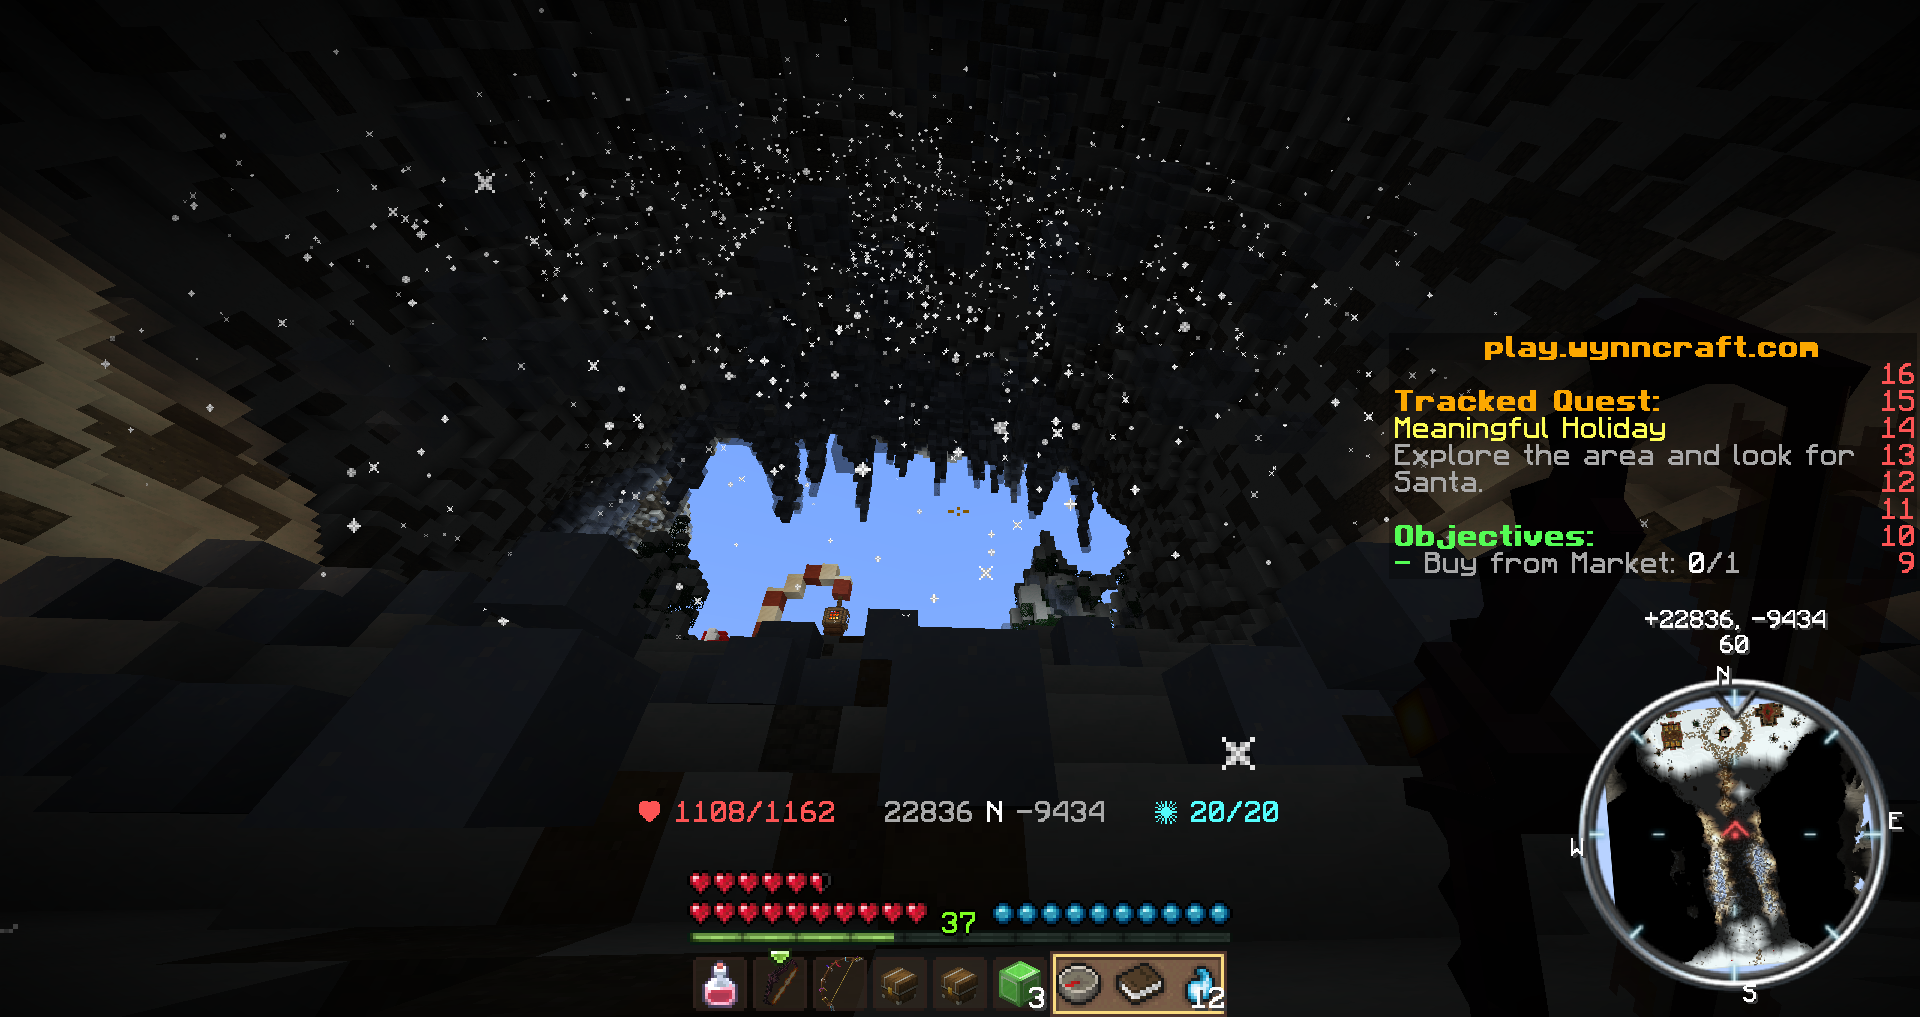 play.wynncraft.com
16
Tracked Quest: 15
Meaningful Holiday 14
Explore the area and look for 13
Santa. 12
11
Objectives: 10
- Buy from Market: 0/1 9
+22836, -9434
60
N
W
E
S
1108/1162 22836 N -9434 20/20
37
3
12